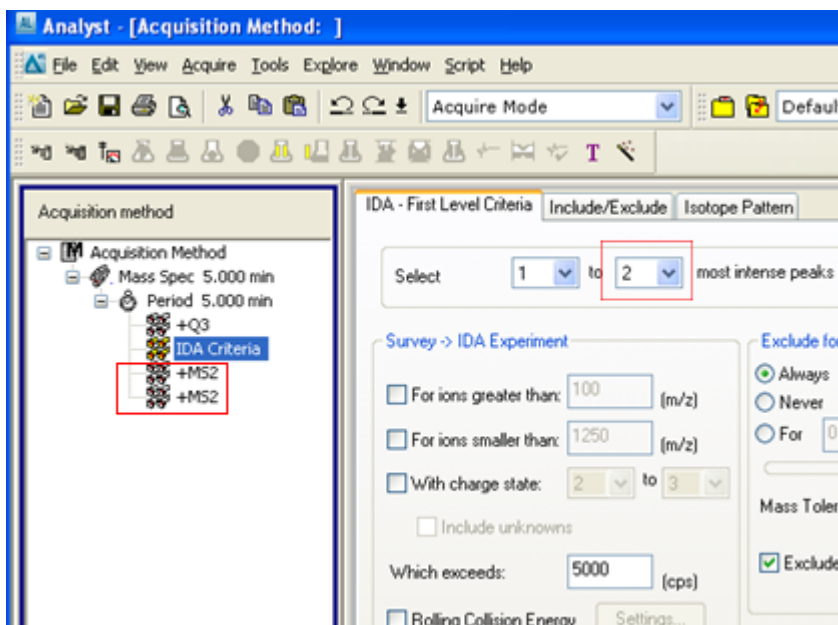 Analyst - [Acquisition Method: ]
File Edit View Acquire Tools Explore Window Script Help
Acquire Mode
Acquisition method
IDA - First Level Criteria Include/Exclude Isotope Pattern
Acquisition Method
Mass Spec 5.000 min
Period 5.000 min
+Q3
IDA Criteria
+MS2
+MS2
Select 1 to 2 most intense peaks
Survey -> IDA Experiment
For ions greater than: 100 (m/z)
For ions smaller than: 1250 (m/z)
With charge state: 2 to 3
Include unknowns
Which exceeds: 5000 (cps)
Rolling Collision Energy Settings...
Exclude
Always
Never
For 0
Mass
Exclude